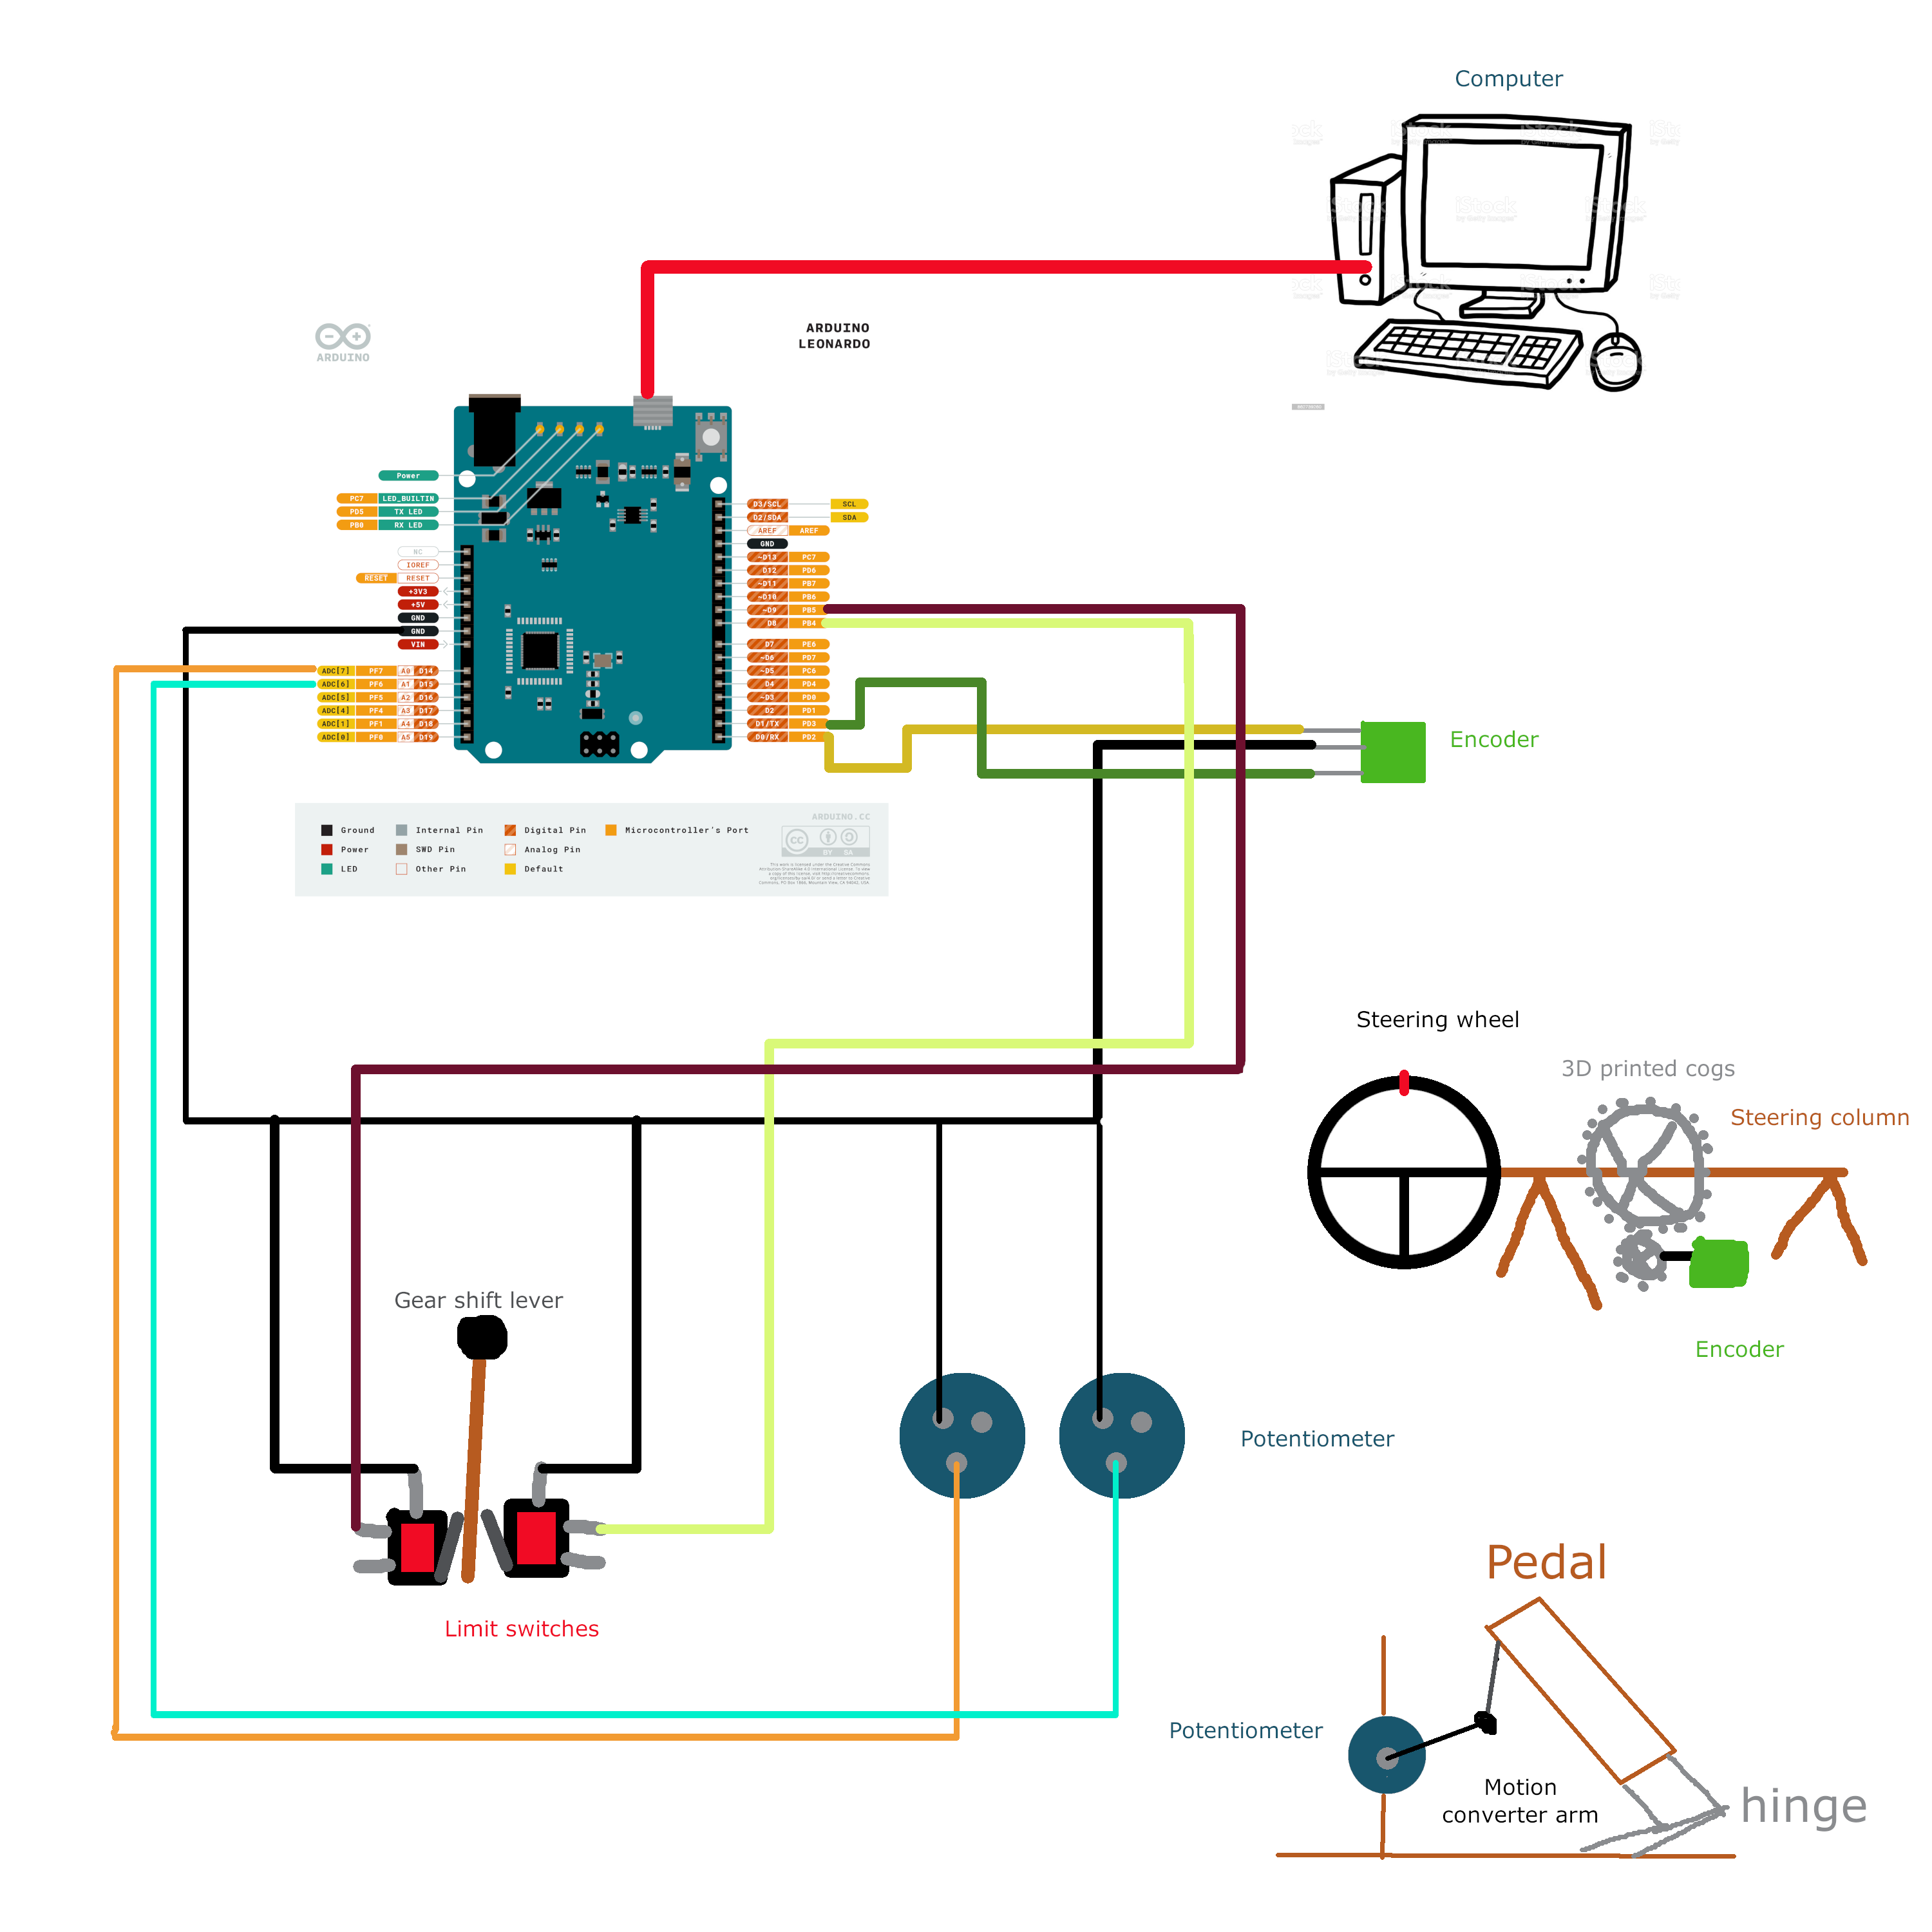 Computer
iStock
ARDUINO
ARDUINO
LEONARDO
Power
PC7 LED_BUILTIN
PD5 TX LED
PB0 RX LED
NC
IOREF
RESET RESET
+3V3
+5V
GND
GND
VIN
ADC[7] PF7 A0 D14
ADC[6] PF6 A1 D15
ADC[5] PF5 A2 D16
ADC[4] PF4 A3 D17
ADC[1] PF1 A4 D18
ADC[0] PF0 A5 D19
D3/SCL SCL
D2/SDA SDA
AREF AREF
GND
~D13 PC7
D12 PD6
~D11 PB7
~D10 PB6
~D9 PB5
D8 PB4
D7 PE6
~D6 PD7
~D5 PC6
D4 PD4
~D3 PD0
D2 PD1
D1/TX PD3
D0/RX PD2
Encoder
Ground Internal Pin Digital Pin Microcontroller's Port
Power SWD Pin Analog Pin
LED Other Pin Default
ARDUINO.CC
CC
BY SA
Steering wheel
3D printed cogs
Steering column
Encoder
Gear shift lever
Potentiometer
Limit switches
Pedal
Potentiometer
Motion
converter arm
hinge